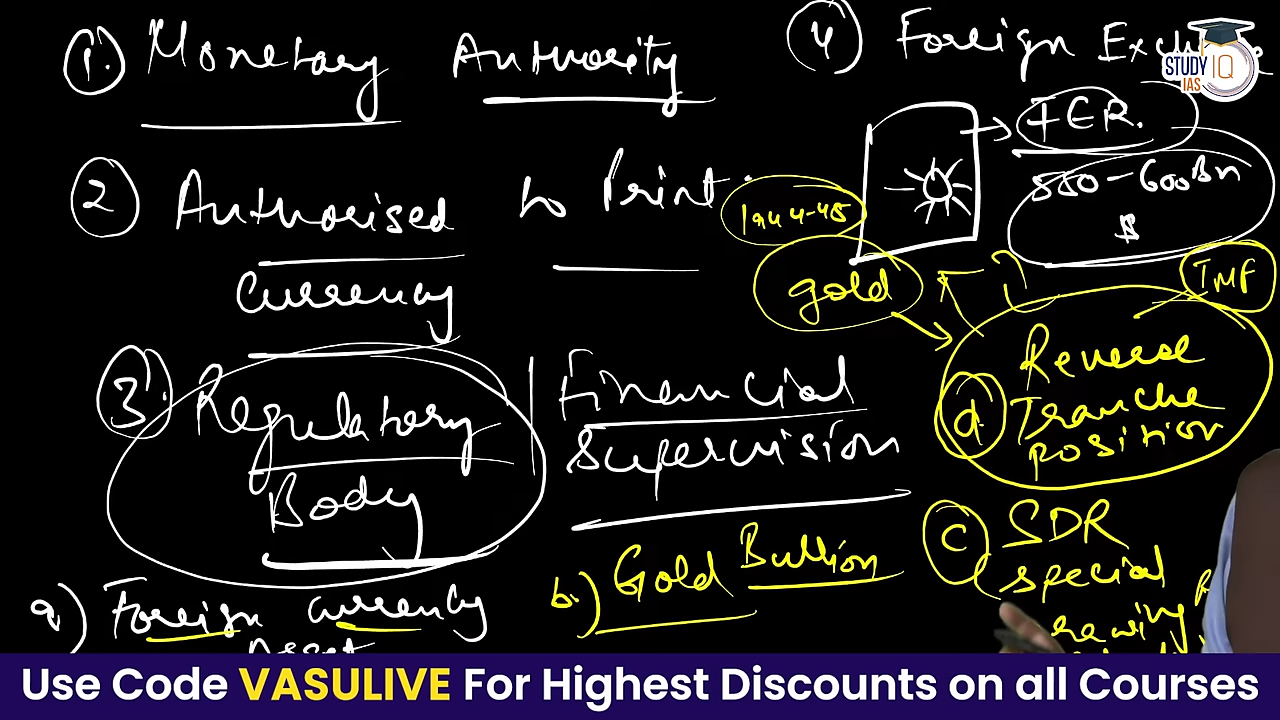 1. Monetary Authority
2 Authorised to Print
currency
3. Regulatory
Body
Financial
Supervision
4) Foreign
STUDY IQ
IAS
FER.
550-600Bn
$
1944-45
gold
IMF
d. Reverse
Tranche
position
a) Foreign currency
Asset
b.) Gold Bullion
c SDR
special
Use Code VASULIVE For Highest Discounts on all Courses